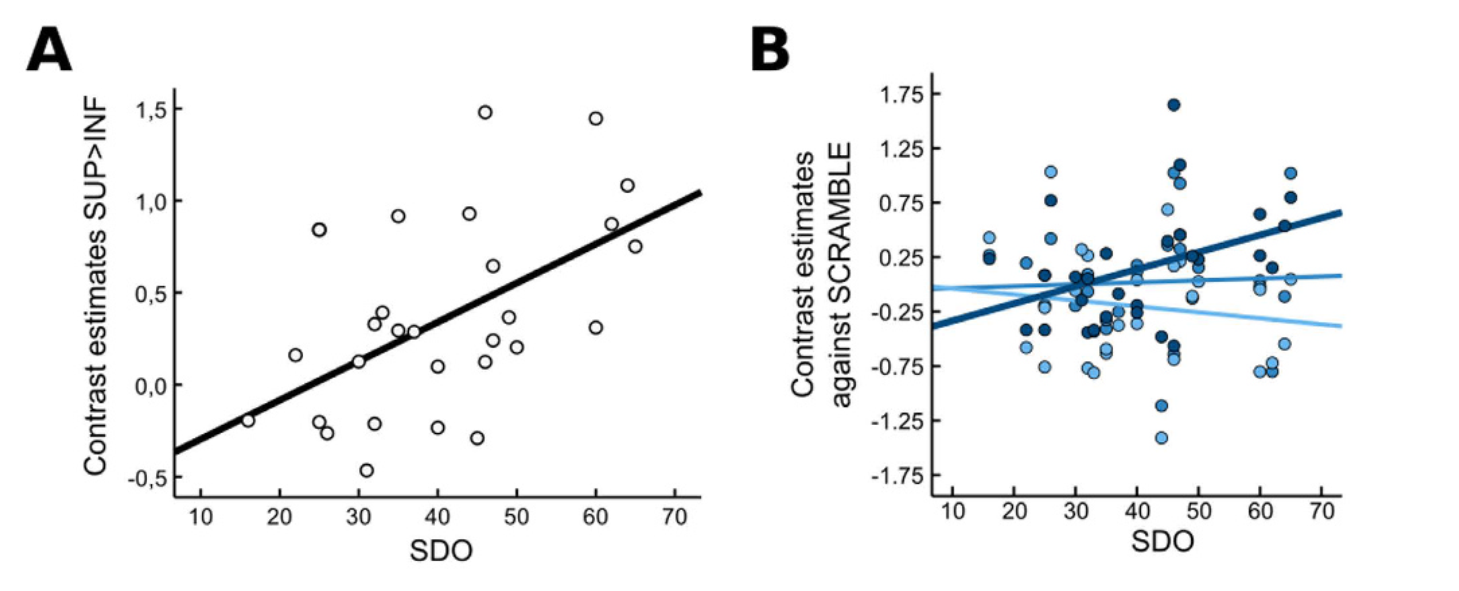 A
Contrast estimates SUP>INF
1,5
1,0
0,5
0,0
-0,5
10 20 30 40 50 60 70
SDO
B
Contrast estimates
against SCRAMBLE
1.75
1.25
0.75
0.25
-0.25
-0.75
-1.25
-1.75
10 20 30 40 50 60 70
SDO